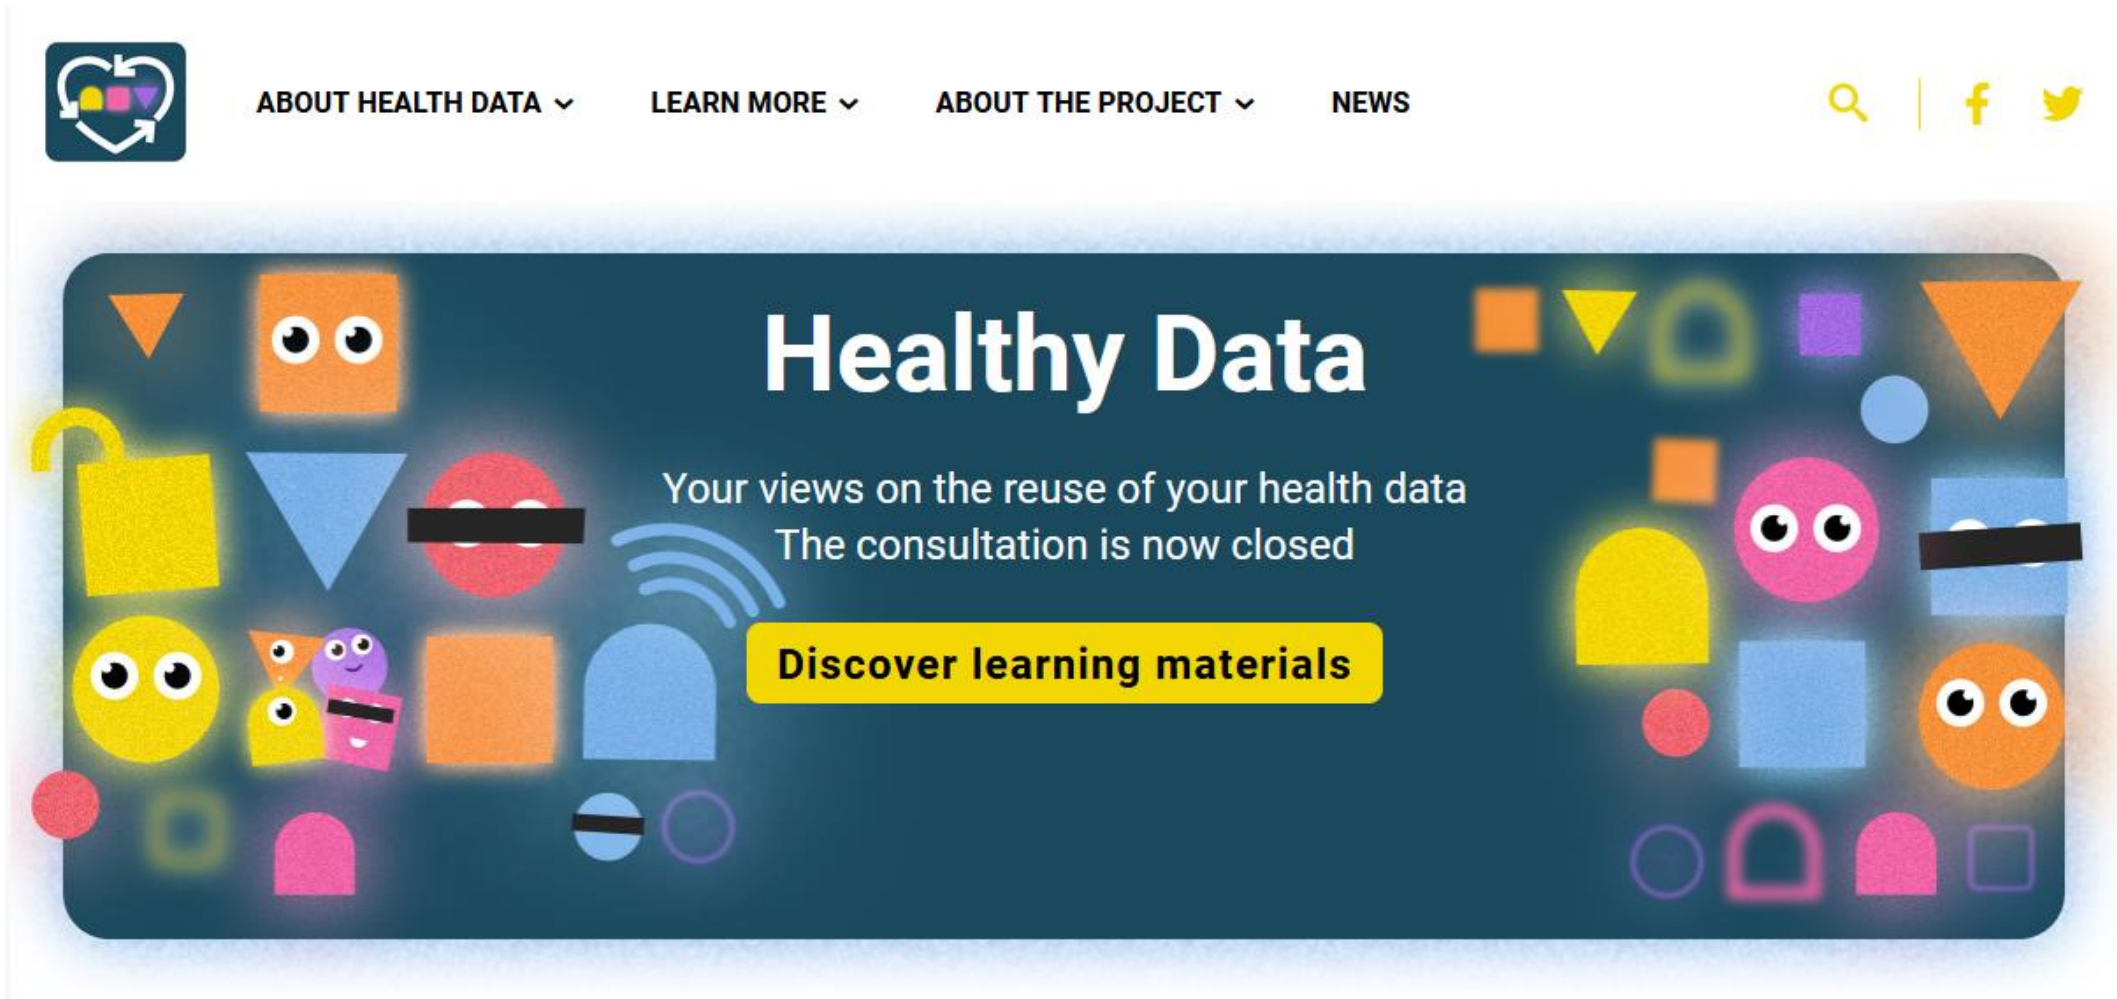 ABOUT HEALTH DATA
LEARN MORE
ABOUT THE PROJECT
NEWS
Healthy Data
Your views on the reuse of your health data
The consultation is now closed
Discover learning materials